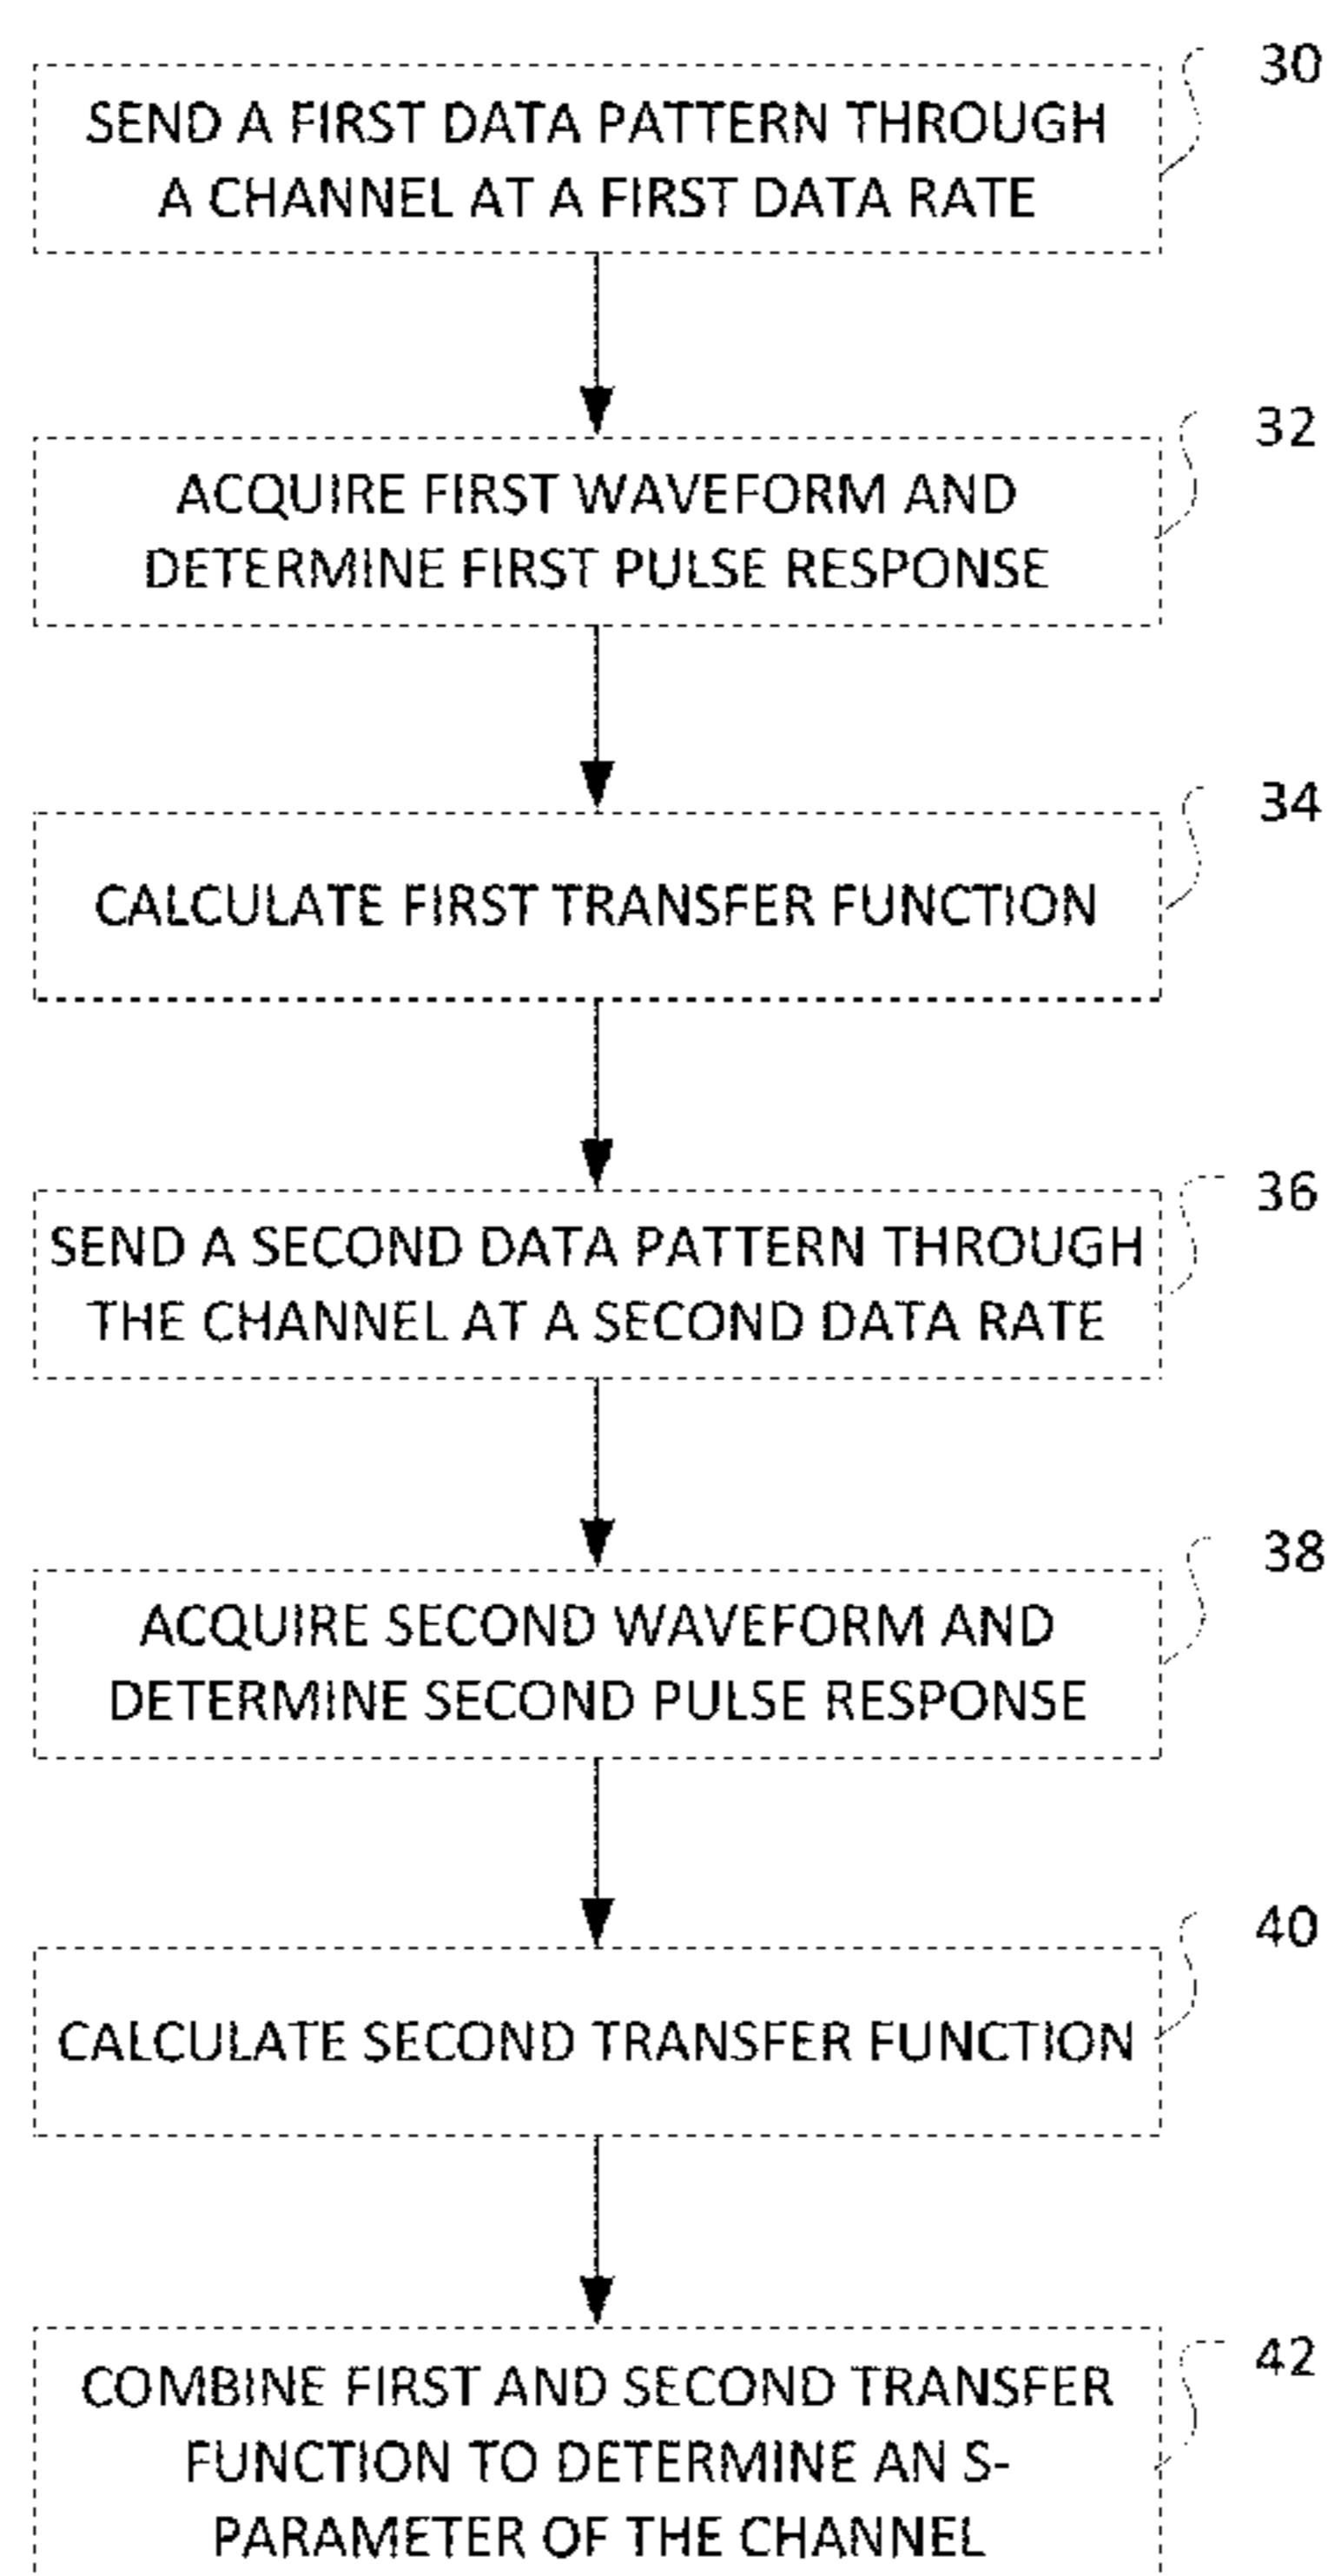 30
SEND A FIRST DATA PATTERN THROUGH
A CHANNEL AT A FIRST DATA RATE
32
ACQUIRE FIRST WAVEFORM AND
DETERMINE FIRST PULSE RESPONSE
34
CALCULATE FIRST TRANSFER FUNCTION
36
SEND A SECOND DATA PATTERN THROUGH
THE CHANNEL AT A SECOND DATA RATE
38
ACQUIRE SECOND WAVEFORM AND
DETERMINE SECOND PULSE RESPONSE
40
CALCULATE SECOND TRANSFER FUNCTION
42
COMBINE FIRST AND SECOND TRANSFER
FUNCTION TO DETERMINE AN S-
PARAMETER OF THE CHANNEL